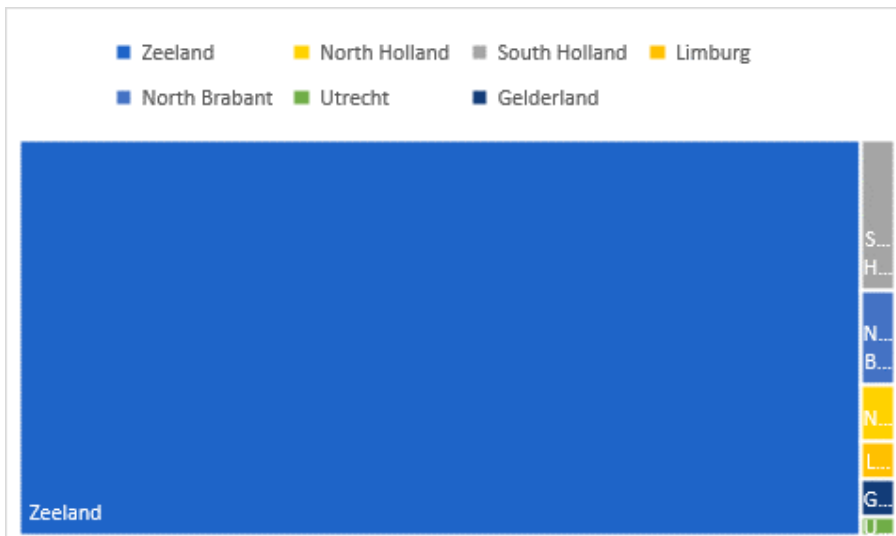 Zeeland North Holland South Holland Limburg
North Brabant Utrecht Gelderland
S...
H...
N...
B...
N...
L...
G...
U...
Zeeland